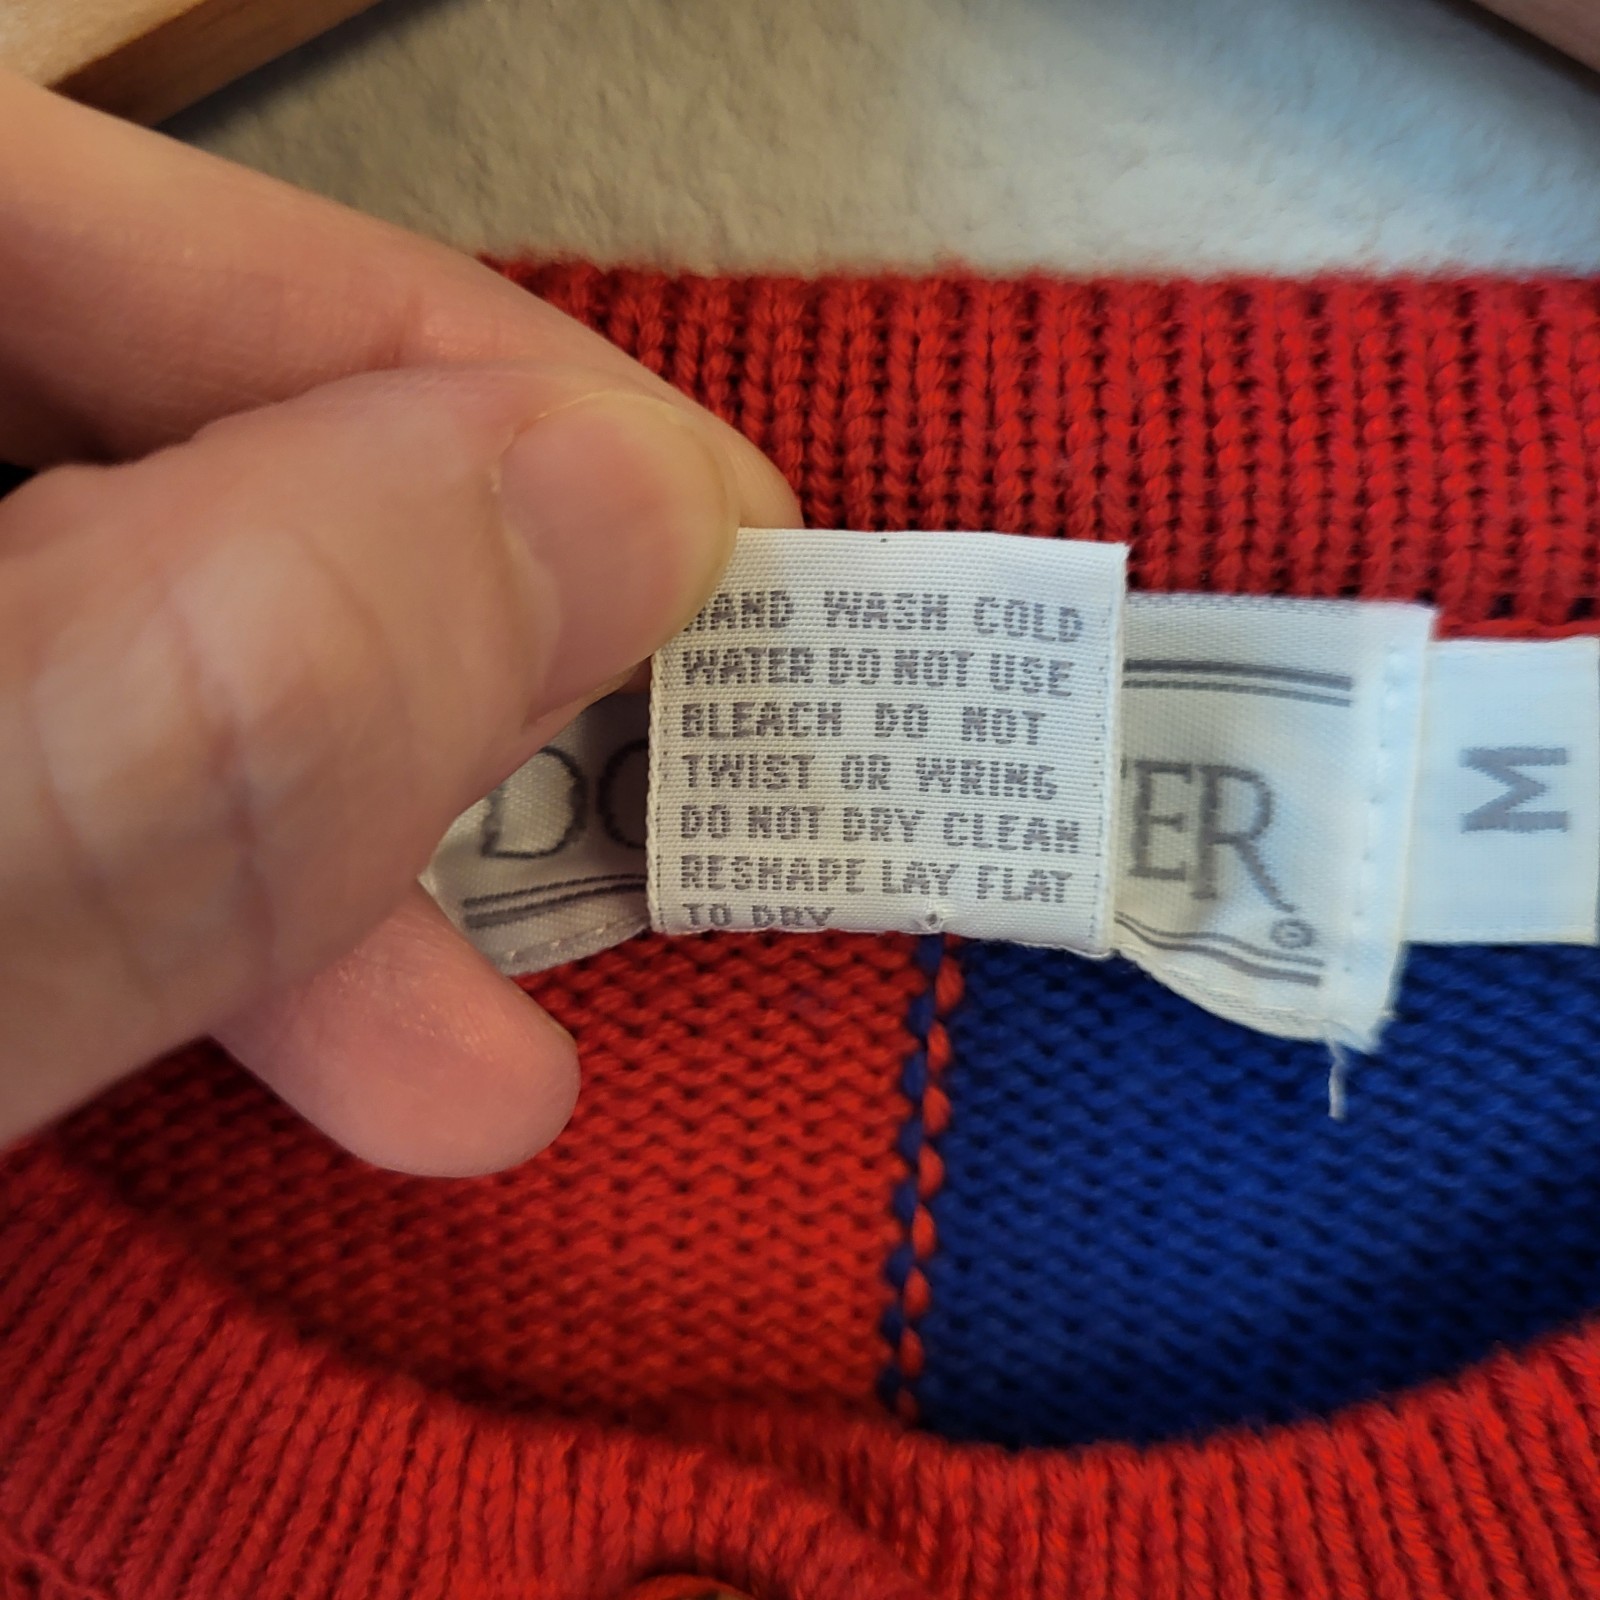 HAND WASH COLD
WATER DO NOT USE
BLEACH DO NOT
TWIST OR WRING
DO NOT DRY CLEAN
RESHAPE LAY FLAT
TO DRY
M